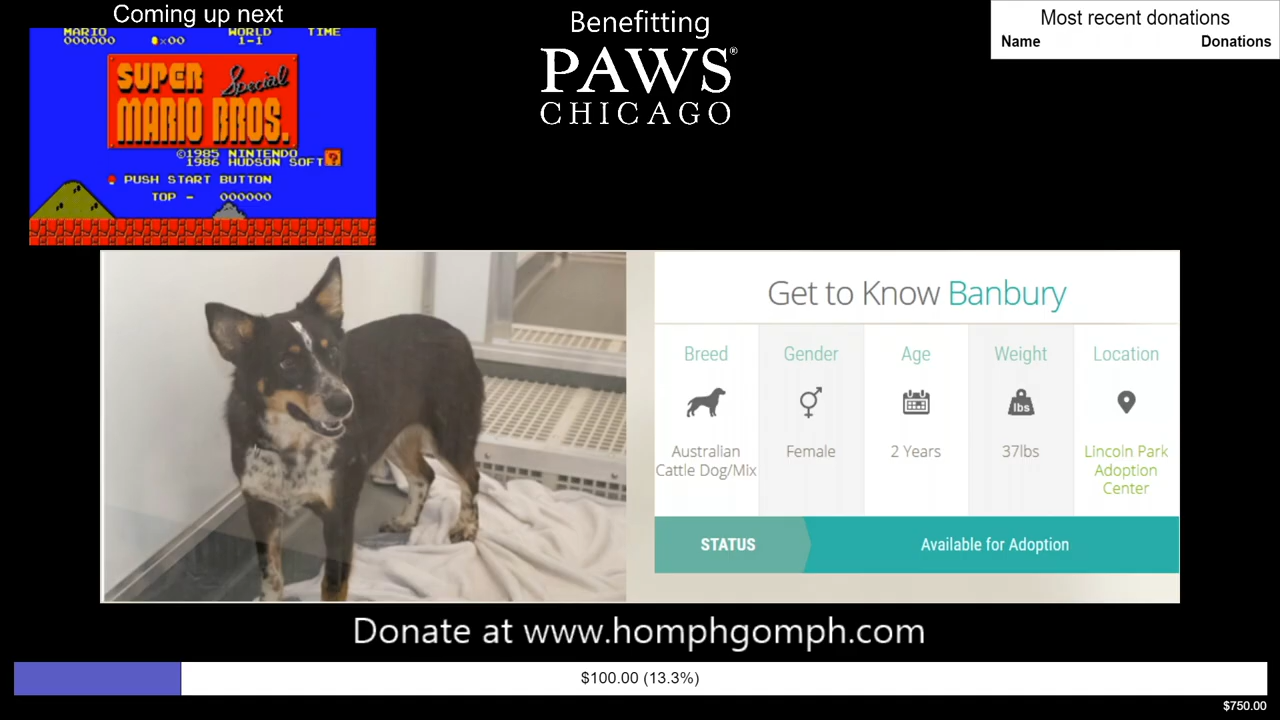 Coming up next
MARIO WORLD TIME
000000 ×00 1-1
SUPER Special
MARIO BROS.
©1985 NINTENDO
1986 HUDSON SOFT
PUSH START BUTTON
TOP - 000000
Benefitting
PAWS®
CHICAGO
Most recent donations
Name Donations
Get to Know Banbury
Breed Gender Age Weight Location
lbs
Australian Cattle Dog/Mix
Female
2 Years
37lbs
Lincoln Park
Adoption
Center
STATUS Available for Adoption
Donate at www.homphgomph.com
$100.00 (13.3%)
$750.00